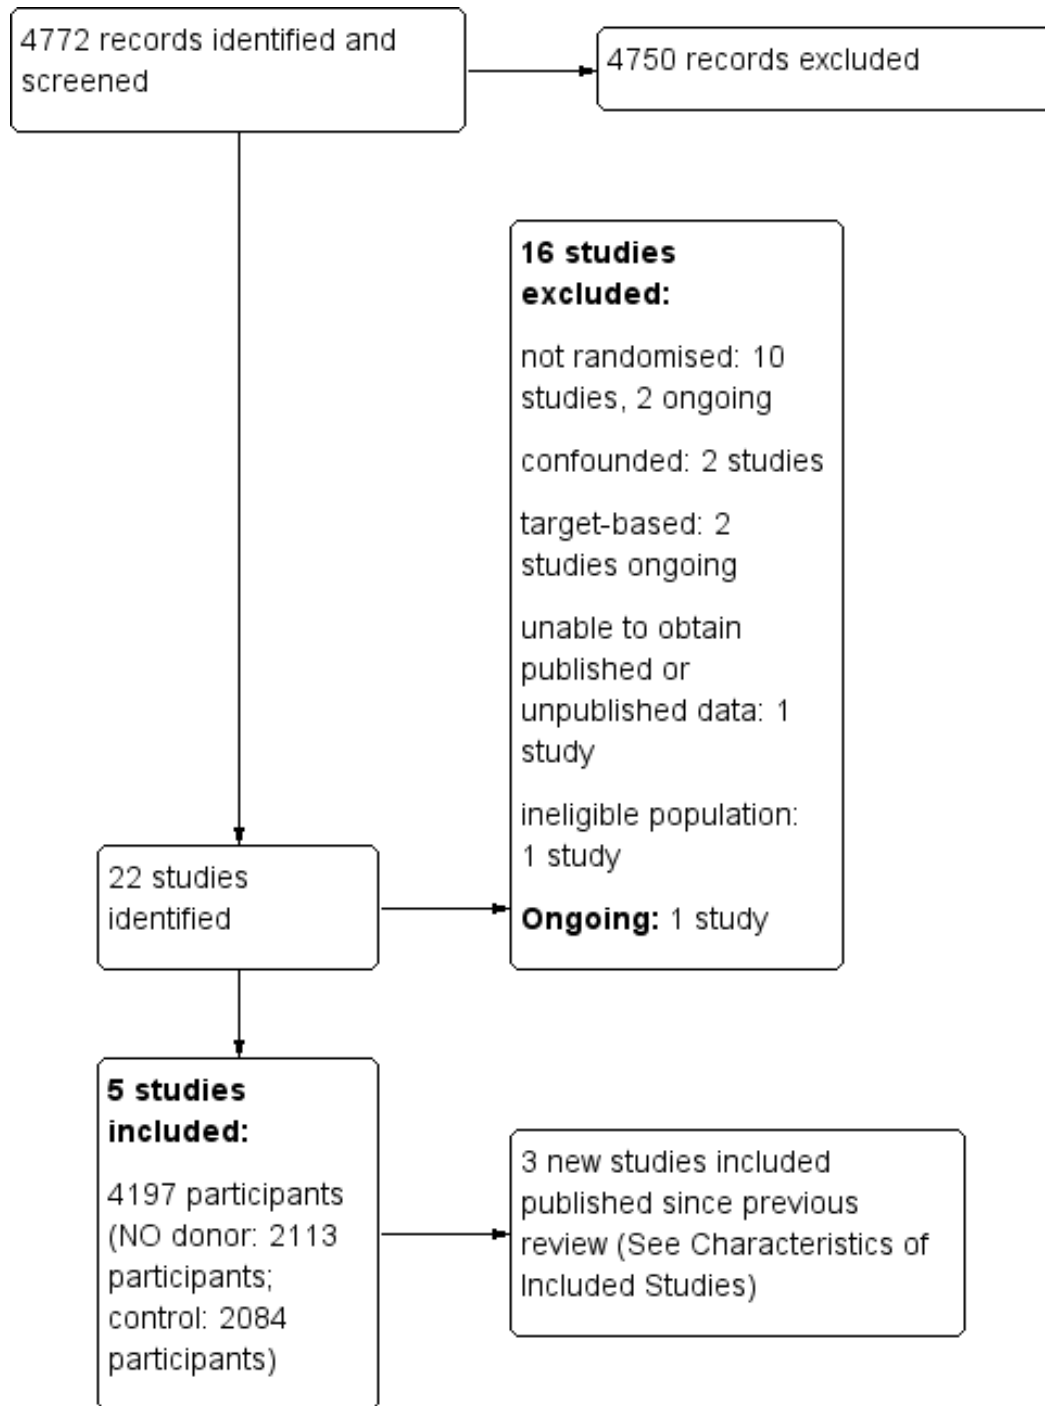 4772 records identified and
screened
4750 records excluded
16 studies
excluded:
not randomised: 10
studies, 2 ongoing
confounded: 2 studies
target-based: 2
studies ongoing
unable to obtain
published or
unpublished data: 1
study
ineligible population:
1 study
Ongoing: 1 study
22 studies
identified
5 studies
included:
4197 participants
(NO donor: 2113
participants;
control: 2084
participants)
3 new studies included
published since previous
review (See Characteristics of
Included Studies)